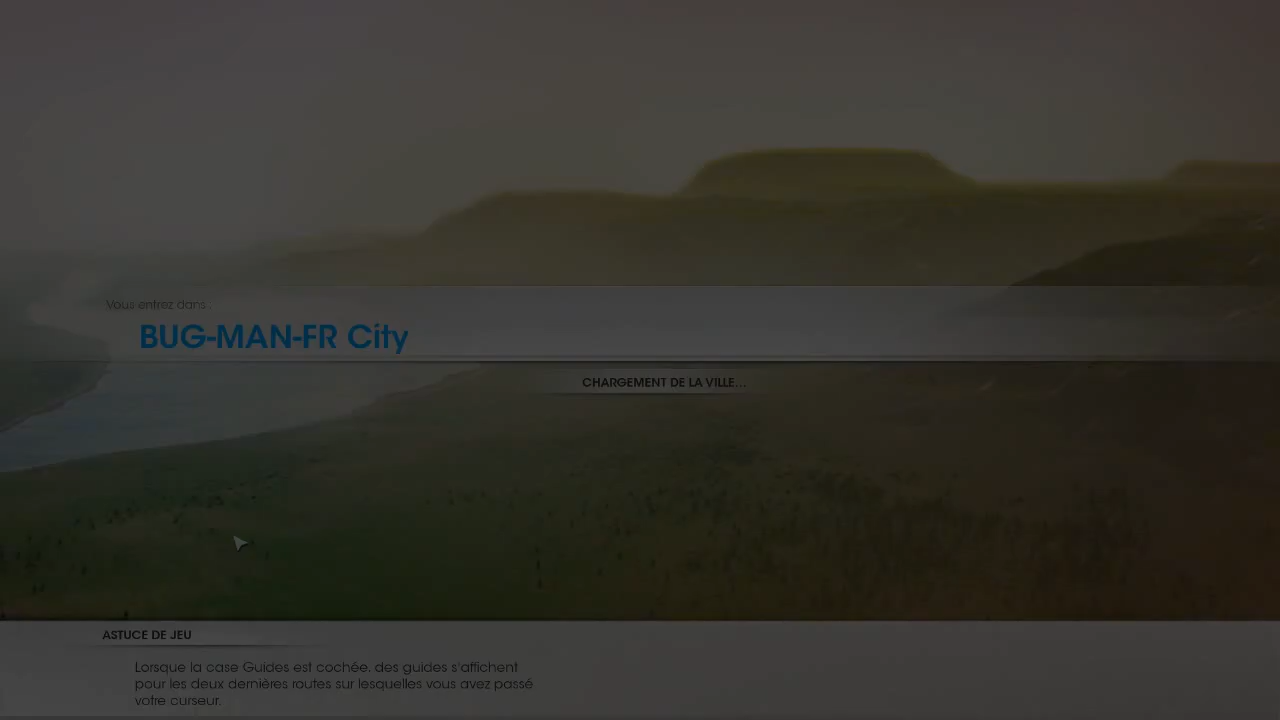 Vous entrez dans .
BUG-MAN-FR City
CHARGEMENT DE LA VILLE...
ASTUCE DE JEU
Lorsque la case Guides est cochée, des guides s'affichent
pour les deux dernières routes sur lesquelles vous avez passé
votre curseur.